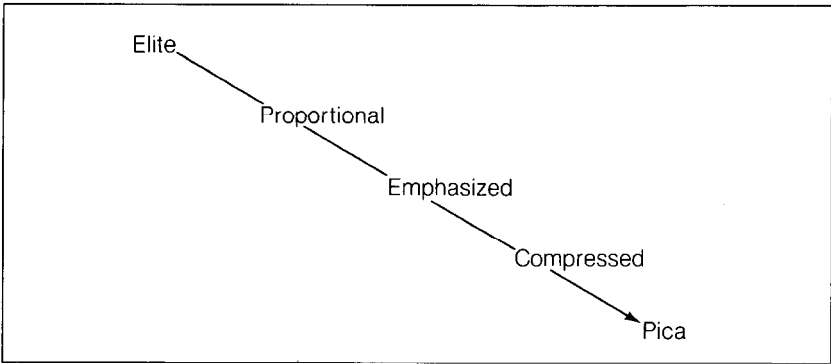 Elite
Proportional
Emphasized
Compressed
Pica